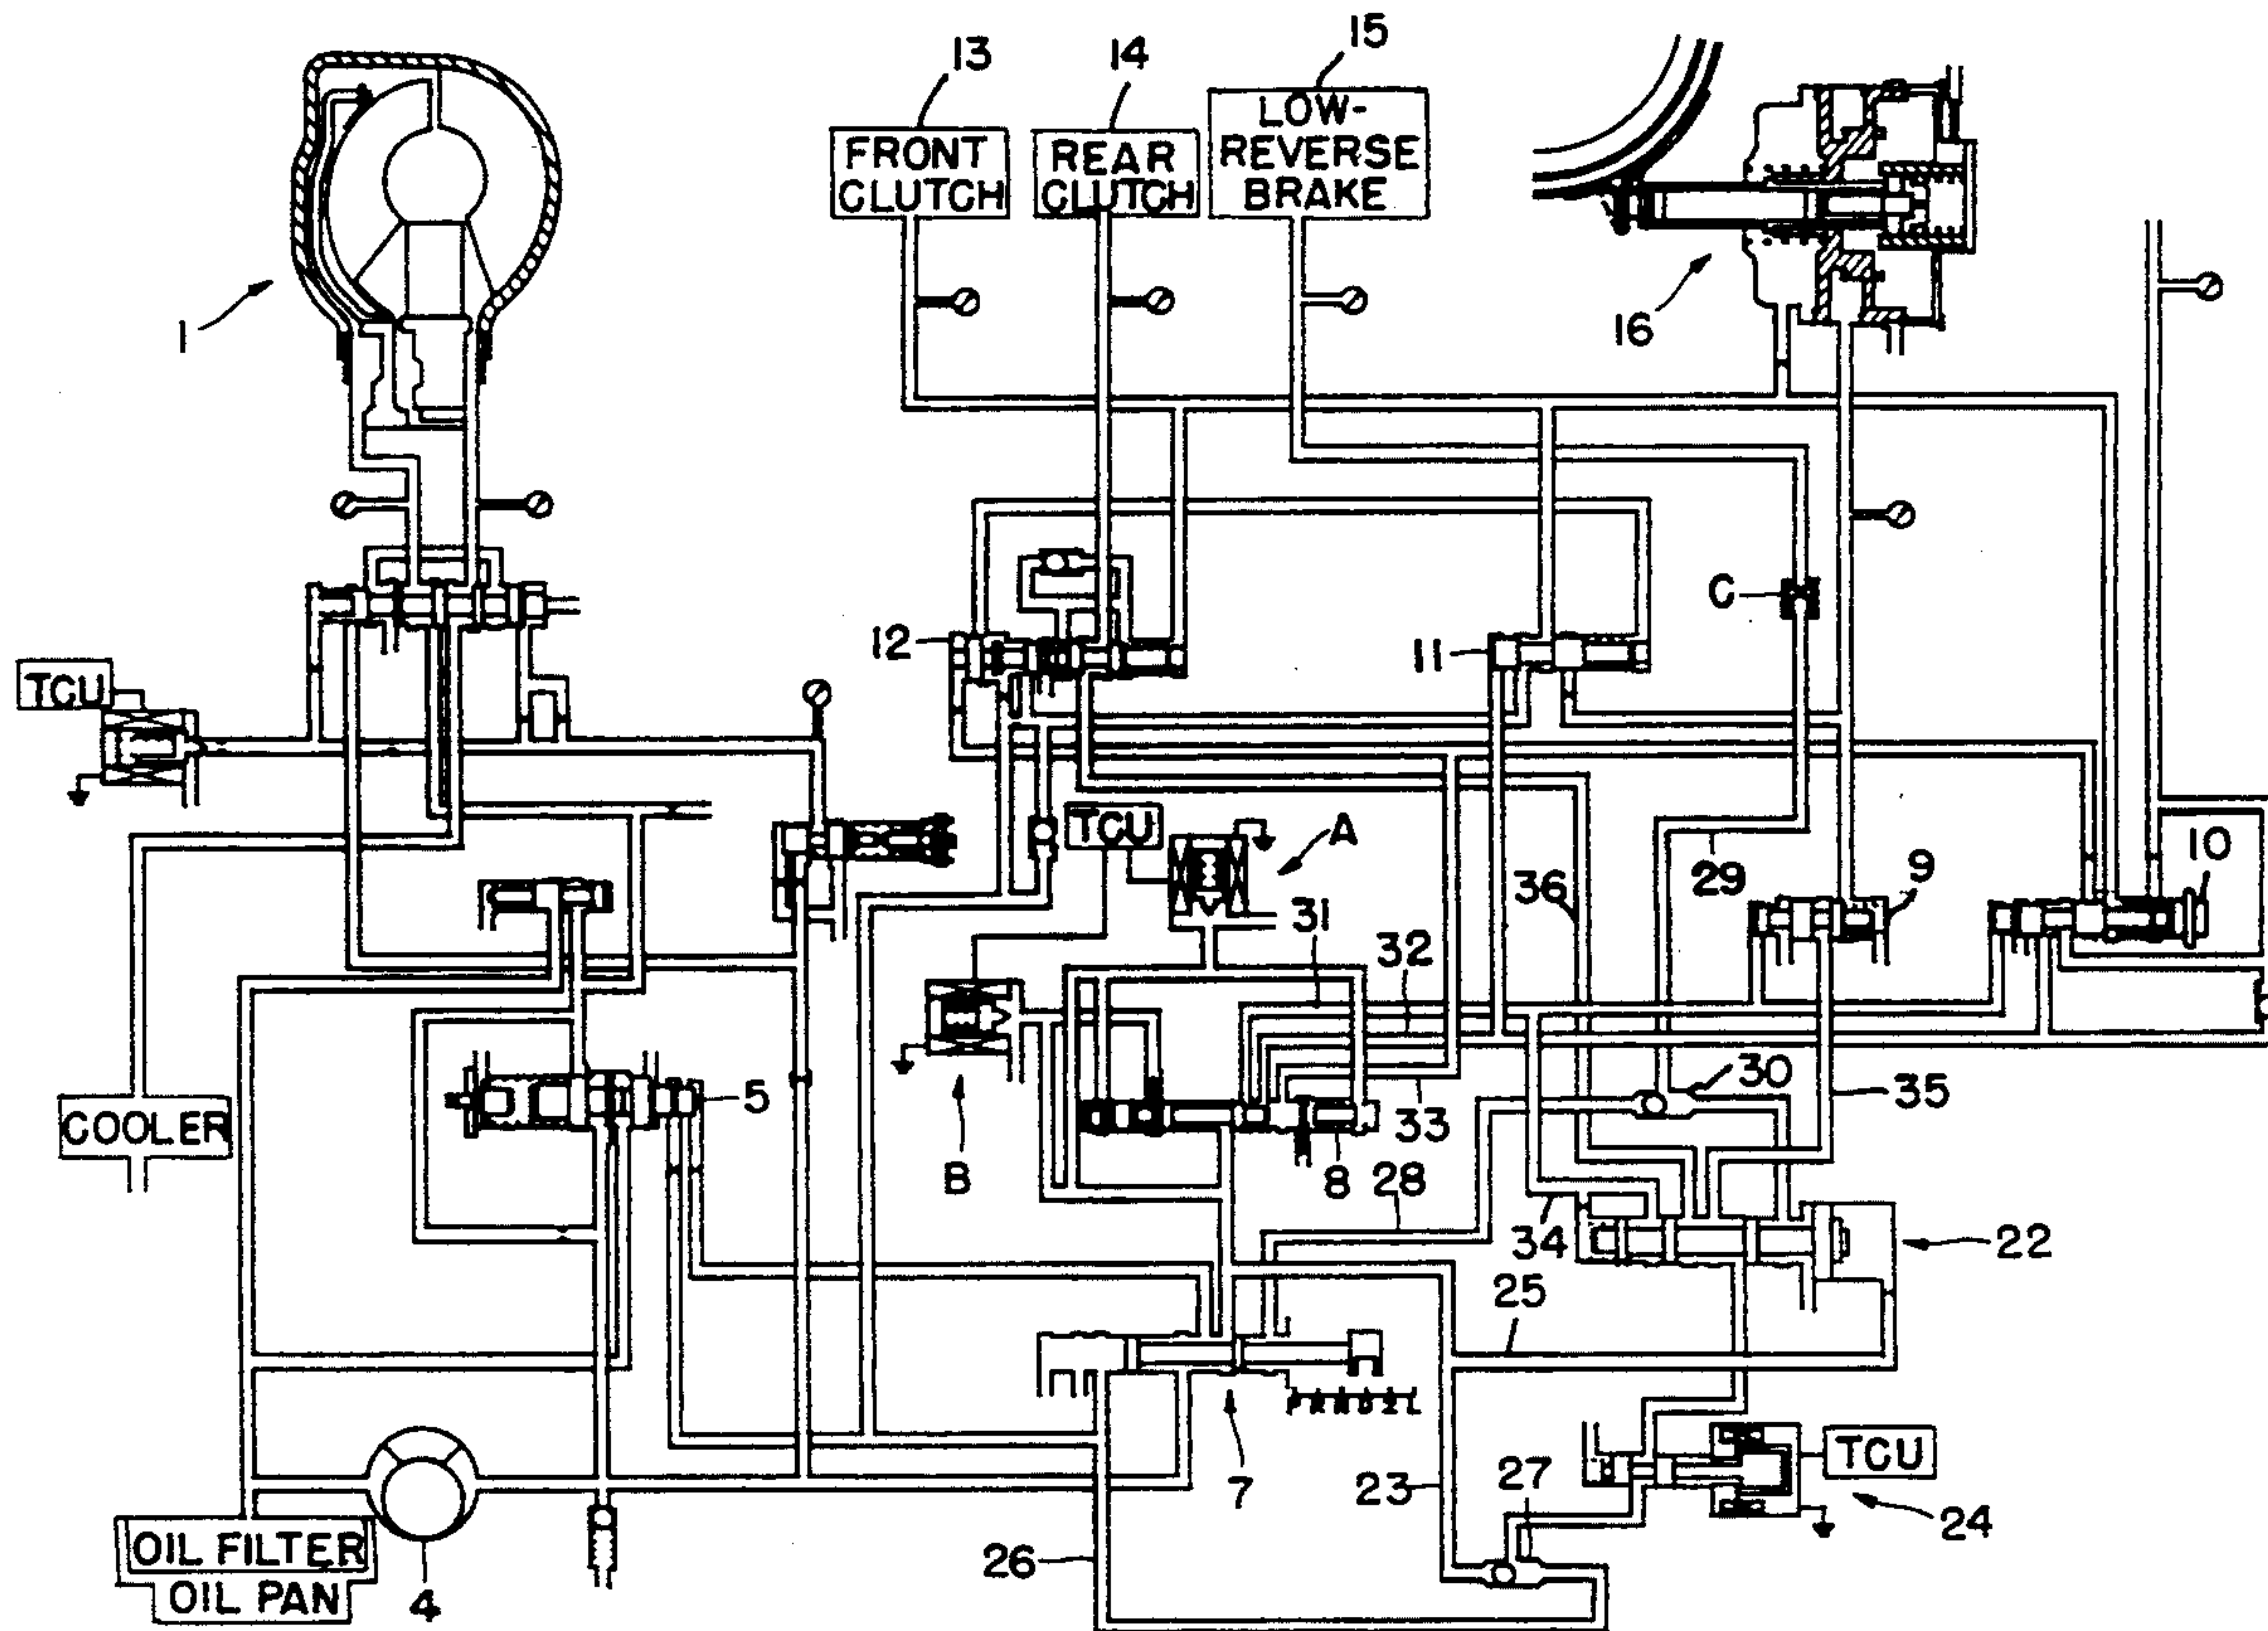 13
14
15
FRONT
CLUTCH
REAR
CLUTCH
LOW-
REVERSE
BRAKE
1
16
C
12
11
TCU
TCU
A
36
29
9
10
31
32
COOLER
5
B
8
33
28
30
35
34
22
25
P R N D 2 L
7
23
27
TCU
24
26
OIL FILTER
OIL PAN
4